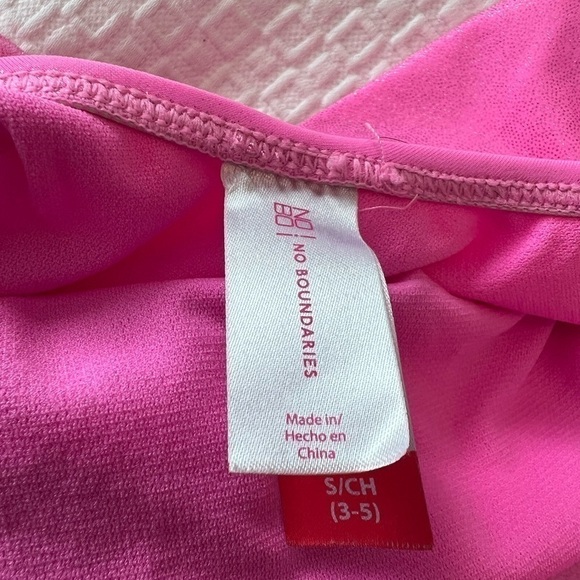 NO
BO
NO BOUNDARIES
Made in/
Hecho en
China
S/CH
(3-5)